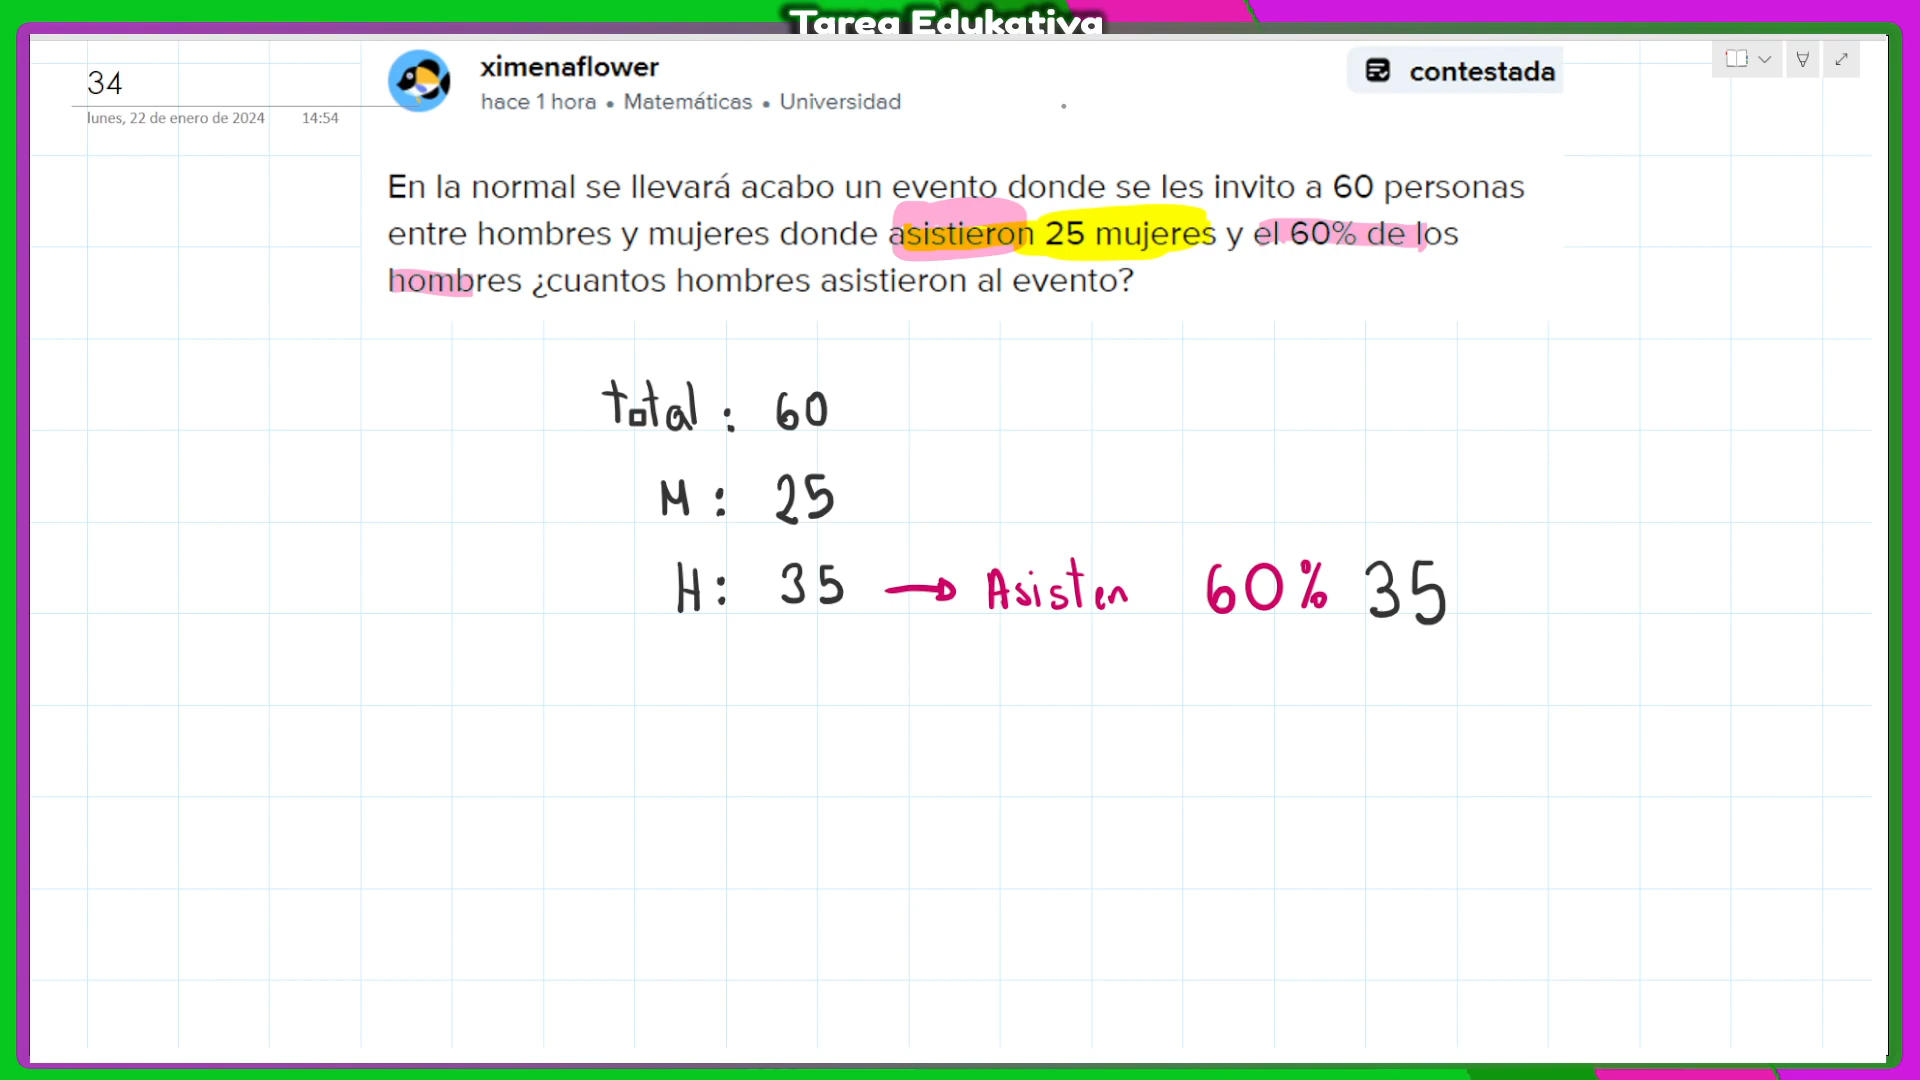 Tarea Edukativa
34
lunes, 22 de enero de 2024 14:54
ximenaflower
hace 1 hora • Matemáticas • Universidad
contestada
En la normal se llevará acabo un evento donde se les invito a 60 personas
entre hombres y mujeres donde asistieron 25 mujeres y el 60% de los
hombres ¿cuantos hombres asistieron al evento?
total : 60
M : 25
H : 35 → Asisten 60% 35